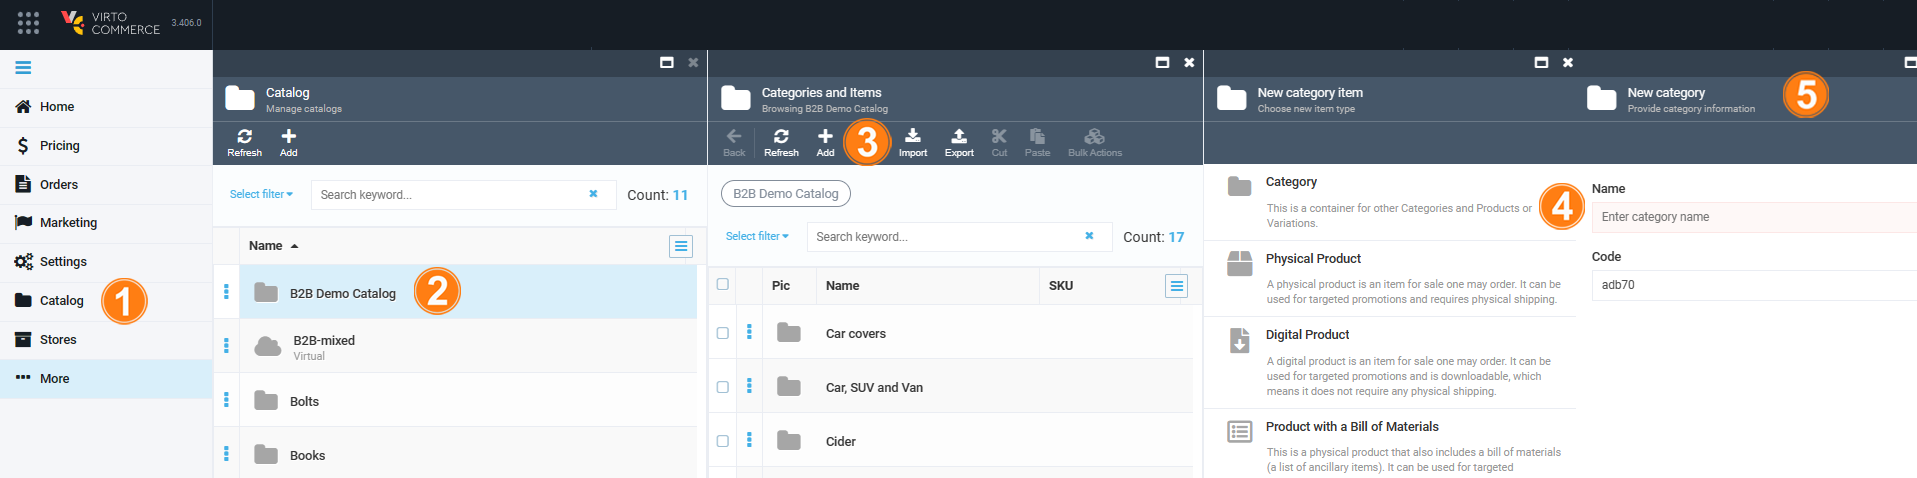 VIRTO
COMMERCE
3.406.0
Home
Pricing
Orders
Marketing
Settings
Catalog
1
Stores
More
Catalog
Manage catalogs
Refresh
Add
Select filter
Search keyword...
Count: 11
Name
B2B Demo Catalog
2
B2B-mixed
Virtual
Bolts
Books
Categories and Items
Browsing B2B Demo Catalog
Back
Refresh
Add
3
Import
Export
Cut
Paste
Bulk Actions
B2B Demo Catalog
Select filter
Search keyword...
Count: 17
Pic
Name
SKU
Car covers
Car, SUV and Van
Cider
New category item
Choose new item type
Category
This is a container for other Categories and Products or
Variations.
4
Physical Product
A physical product is an item for sale one may order. It can be
used for targeted promotions and requires physical shipping.
Digital Product
A digital product is an item for sale one may order. It can be
used for targeted promotions and is downloadable, which
means it does not require any physical shipping.
Product with a Bill of Materials
This is a physical product that also includes a bill of materials
(a list of ancillary items). It can be used for targeted
New category
Provide category information
5
Name
Enter category name
Code
adb70